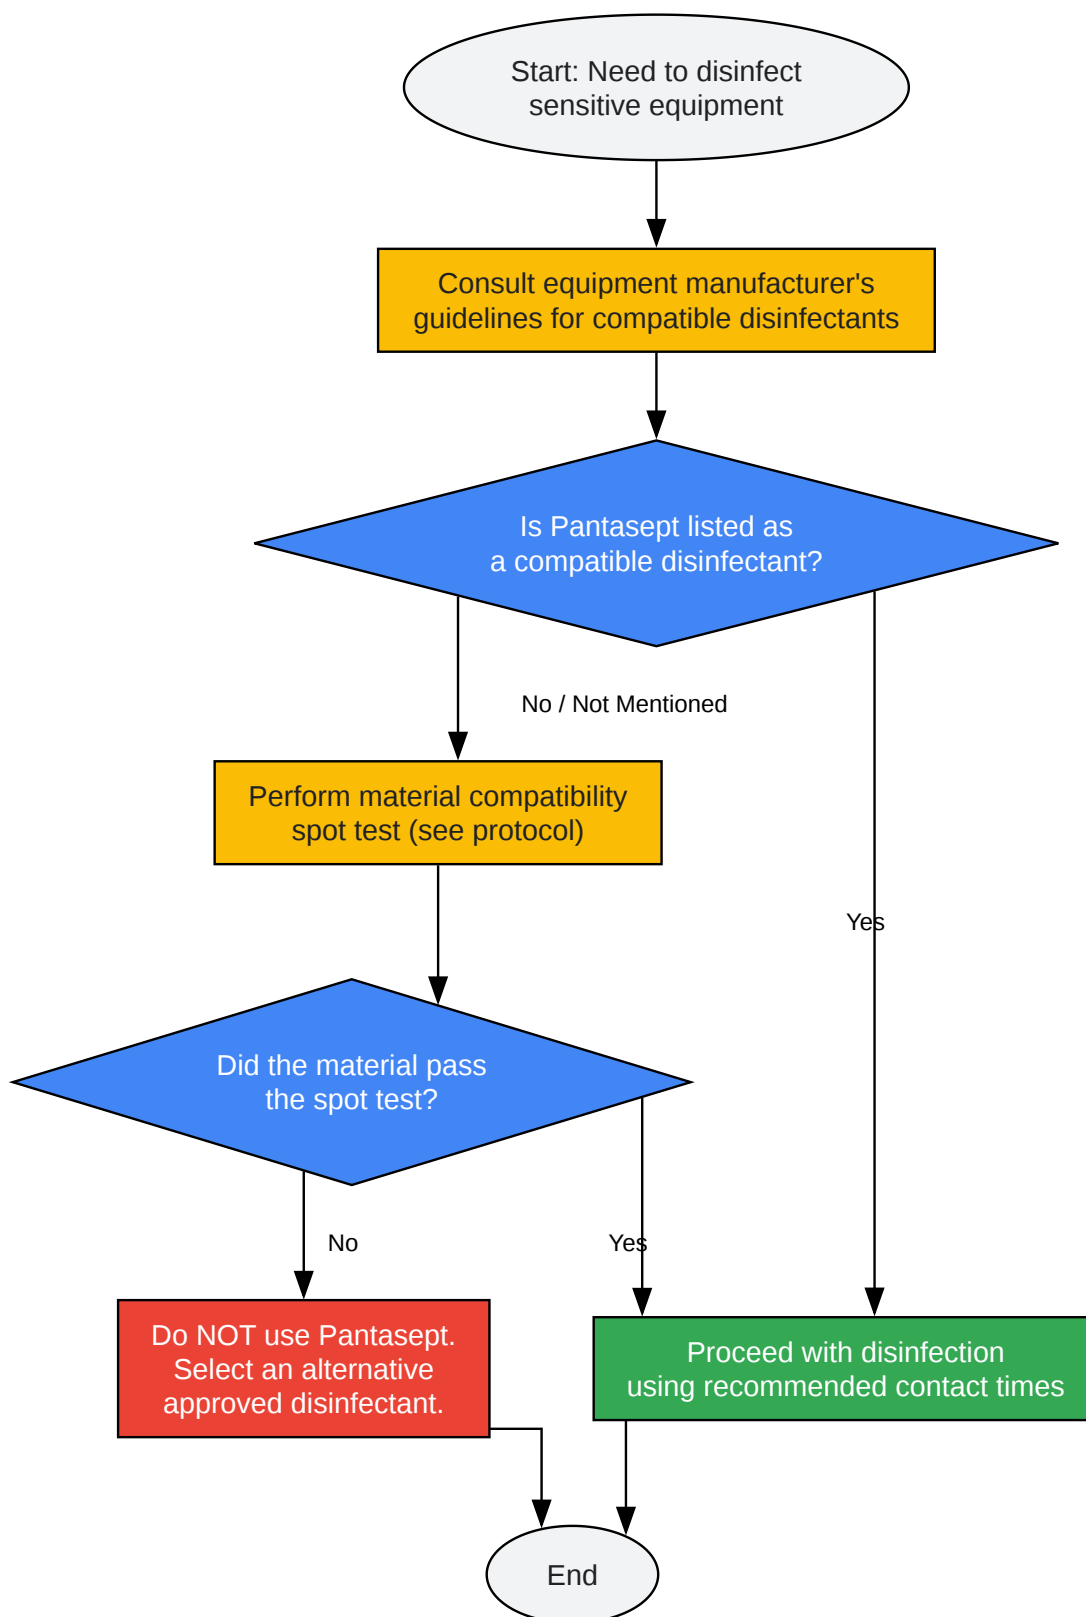 Start: Need to disinfect
sensitive equipment
Consult equipment manufacturer's
guidelines for compatible disinfectants
Is Pantasept listed as
a compatible disinfectant?
No / Not Mentioned
Perform material compatibility
spot test (see protocol)
Yes
Did the material pass
the spot test?
No
Yes
Do NOT use Pantasept.
Select an alternative
approved disinfectant.
Proceed with disinfection
using recommended contact times
End